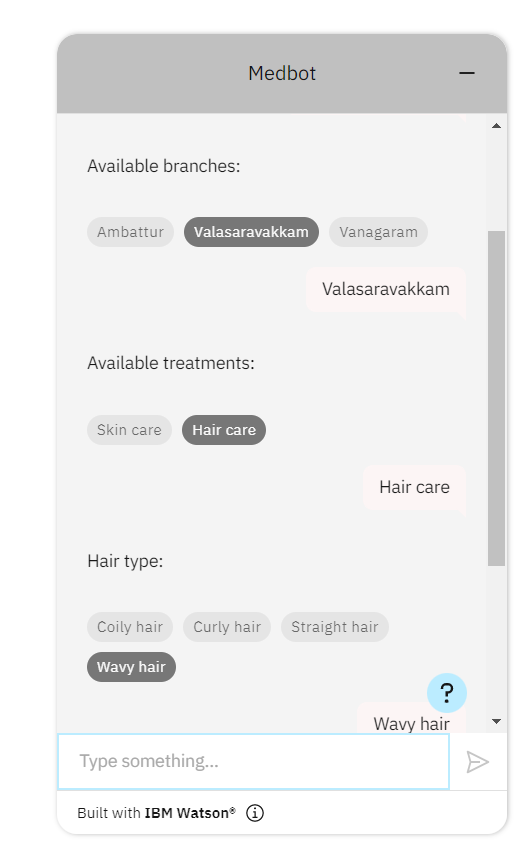 Medbot
Available branches:
Ambattur Valasaravakkam Vanagaram
Valasaravakkam
Available treatments:
Skin care Hair care
Hair care
Hair type:
Coily hair Curly hair Straight hair
Wavy hair
?
Wavy hair
Type something...
Built with IBM Watson®